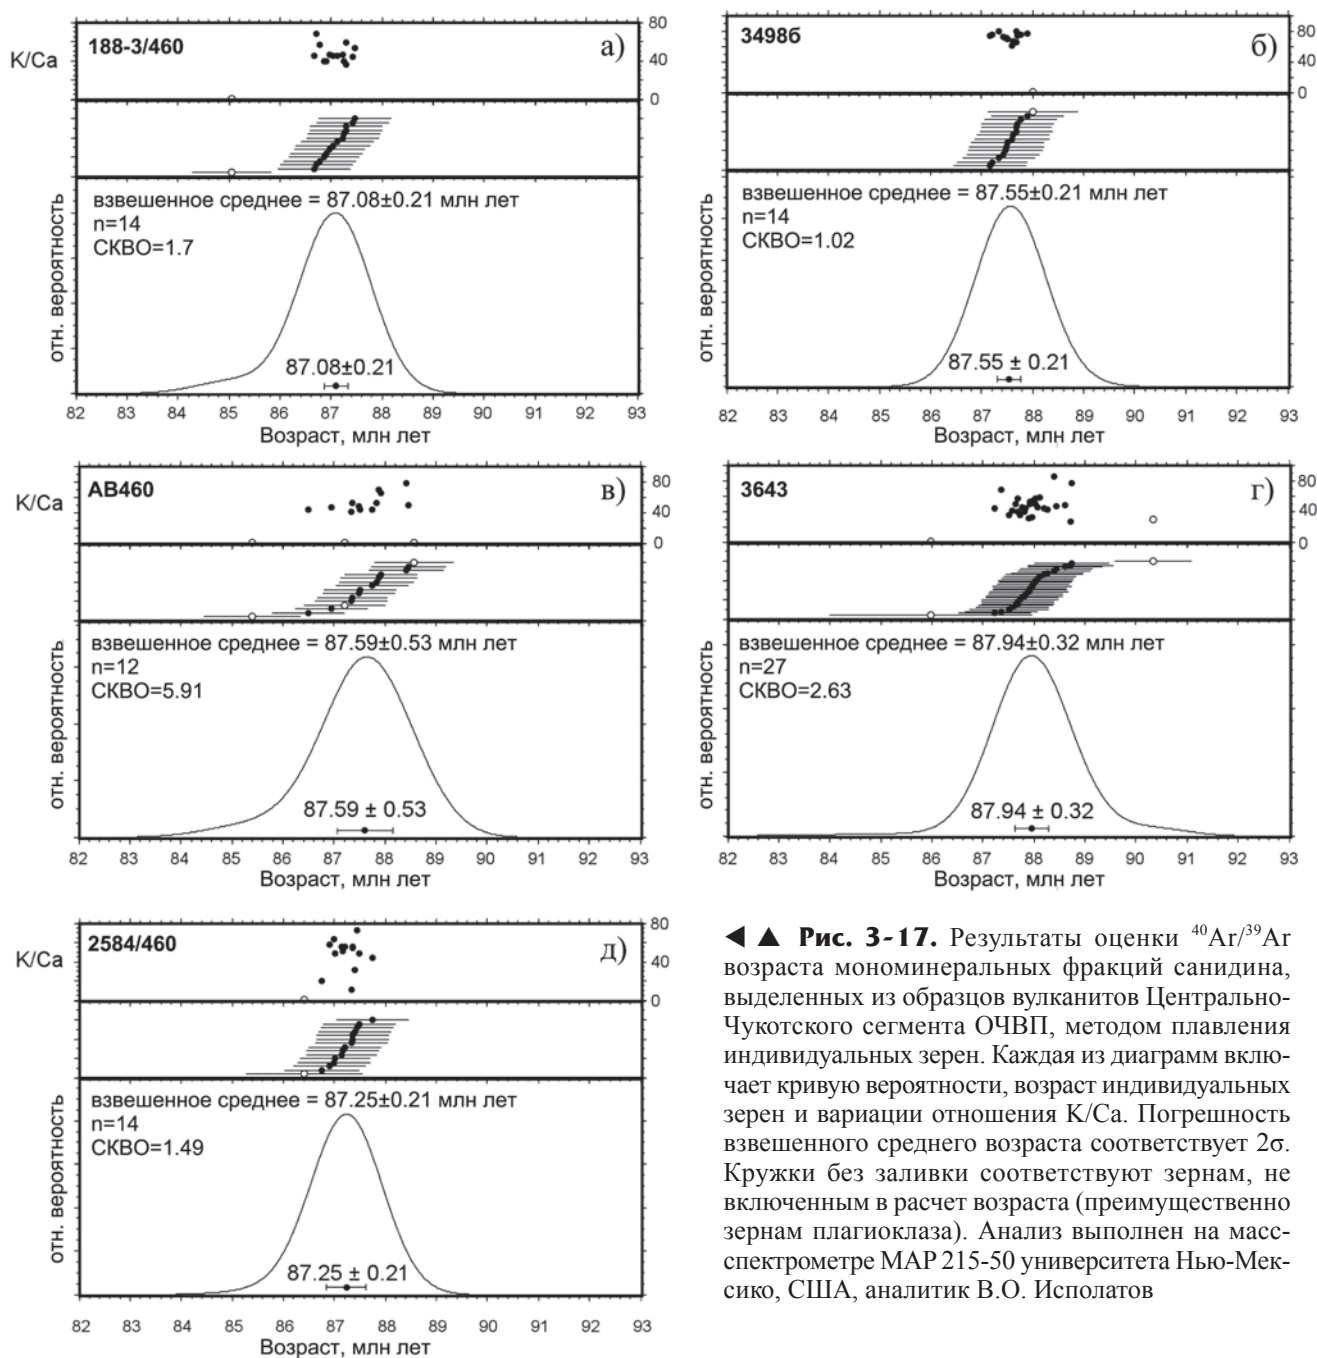 188-3/460
а)
K/Ca
80
40
0
взвешенное среднее = 87.08±0.21 млн лет
n=14
СКВО=1.7
отн. вероятность
87.08±0.21
82 83 84 85 86 87 88 89 90 91 92 93
Возраст, млн лет
3498б
б)
80
40
0
взвешенное среднее = 87.55±0.21 млн лет
n=14
СКВО=1.02
отн. вероятность
87.55 ± 0.21
82 83 84 85 86 87 88 89 90 91 92 93
Возраст, млн лет
АВ460
в)
K/Ca
80
40
0
взвешенное среднее = 87.59±0.53 млн лет
n=12
СКВО=5.91
отн. вероятность
87.59 ± 0.53
82 83 84 85 86 87 88 89 90 91 92 93
Возраст, млн лет
3643
г)
80
40
0
взвешенное среднее = 87.94±0.32 млн лет
n=27
СКВО=2.63
отн. вероятность
87.94 ± 0.32
82 83 84 85 86 87 88 89 90 91 92 93
Возраст, млн лет
2584/460
д)
K/Ca
80
40
0
взвешенное среднее = 87.25±0.21 млн лет
n=14
СКВО=1.49
отн. вероятность
87.25 ± 0.21
82 83 84 85 86 87 88 89 90 91 92 93
Возраст, млн лет
◀ ▲ Рис. 3-17. Результаты оценки ⁴⁰Ar/³⁹Ar
возраста мономинеральных фракций санидина,
выделенных из образцов вулканитов Центрально-
Чукотского сегмента ОЧВП, методом плавления
индивидуальных зерен. Каждая из диаграмм вклю-
чает кривую вероятности, возраст индивидуальных
зерен и вариации отношения K/Ca. Погрешность
взвешенного среднего возраста соответствует 2σ.
Кружки без заливки соответствуют зернам, не
включенным в расчет возраста (преимущественно
зернам плагиоклаза). Анализ выполнен на масс-
спектрометре MAP 215-50 университета Нью-Мек-
сико, США, аналитик В.О. Исполатов